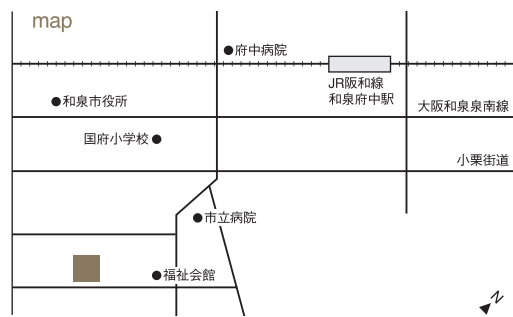 map
府中病院
JR阪和線
和泉府中駅
和泉市役所
大阪和泉泉南線
国府小学校
小栗街道
市立病院
福祉会館
N